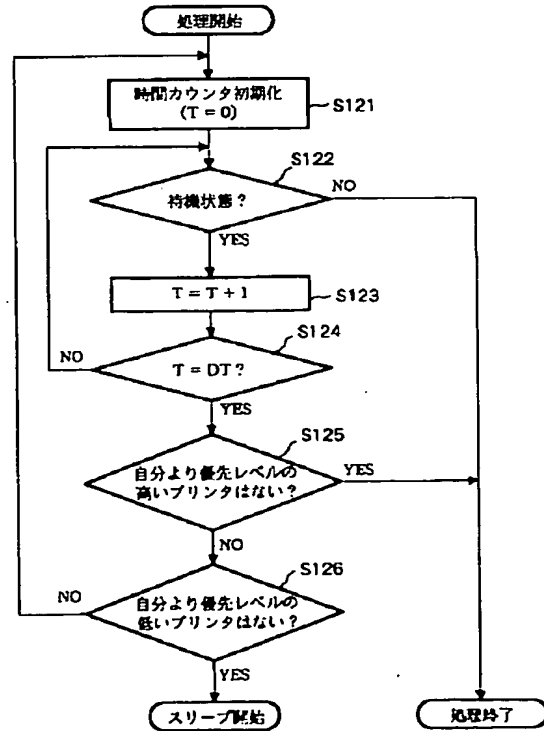 処理開始
時間カウンタ初期化
(T = 0)
S121
S122
待機状態?
NO
YES
T = T + 1
S123
S124
NO
T = DT?
YES
S125
自分より優先レベルの
高いプリンタはない?
YES
NO
S126
NO
自分より優先レベルの
低いプリンタはない?
YES
スリープ開始
処理終了